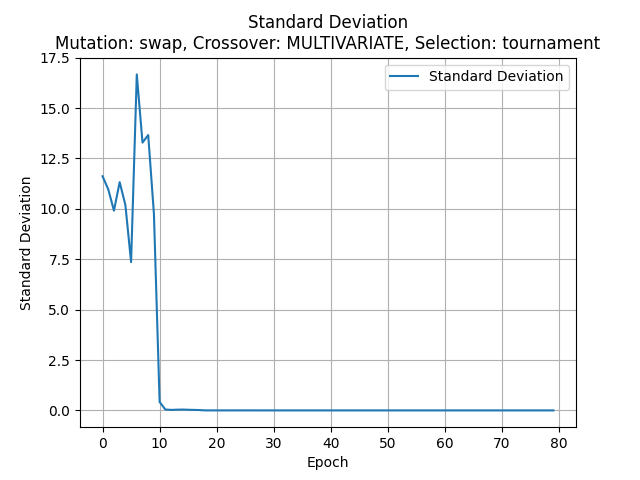 Standard Deviation
Mutation: swap, Crossover: MULTIVARIATE, Selection: tournament
Standard Deviation
17.5
15.0
12.5
10.0
7.5
5.0
2.5
0.0
Standard Deviation
0 10 20 30 40 50 60 70 80
Epoch